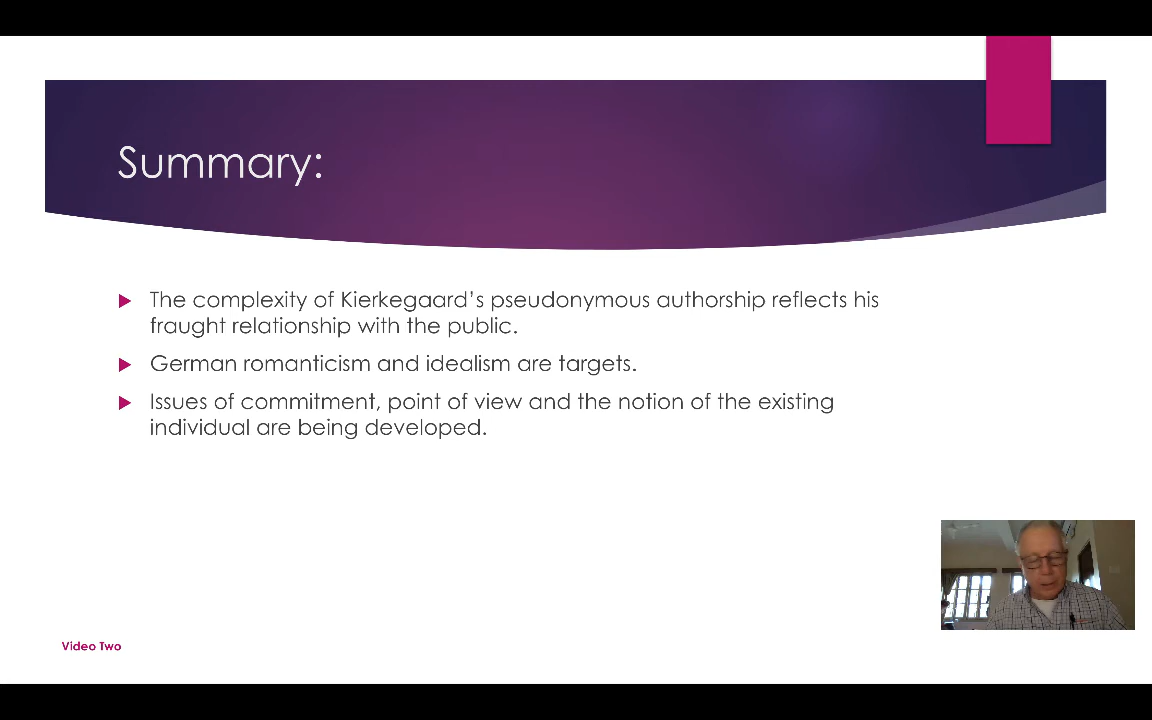 Summary:
The complexity of Kierkegaard's pseudonymous authorship reflects his
fraught relationship with the public.
German romanticism and idealism are targets.
Issues of commitment, point of view and the notion of the existing
individual are being developed.
Video Two